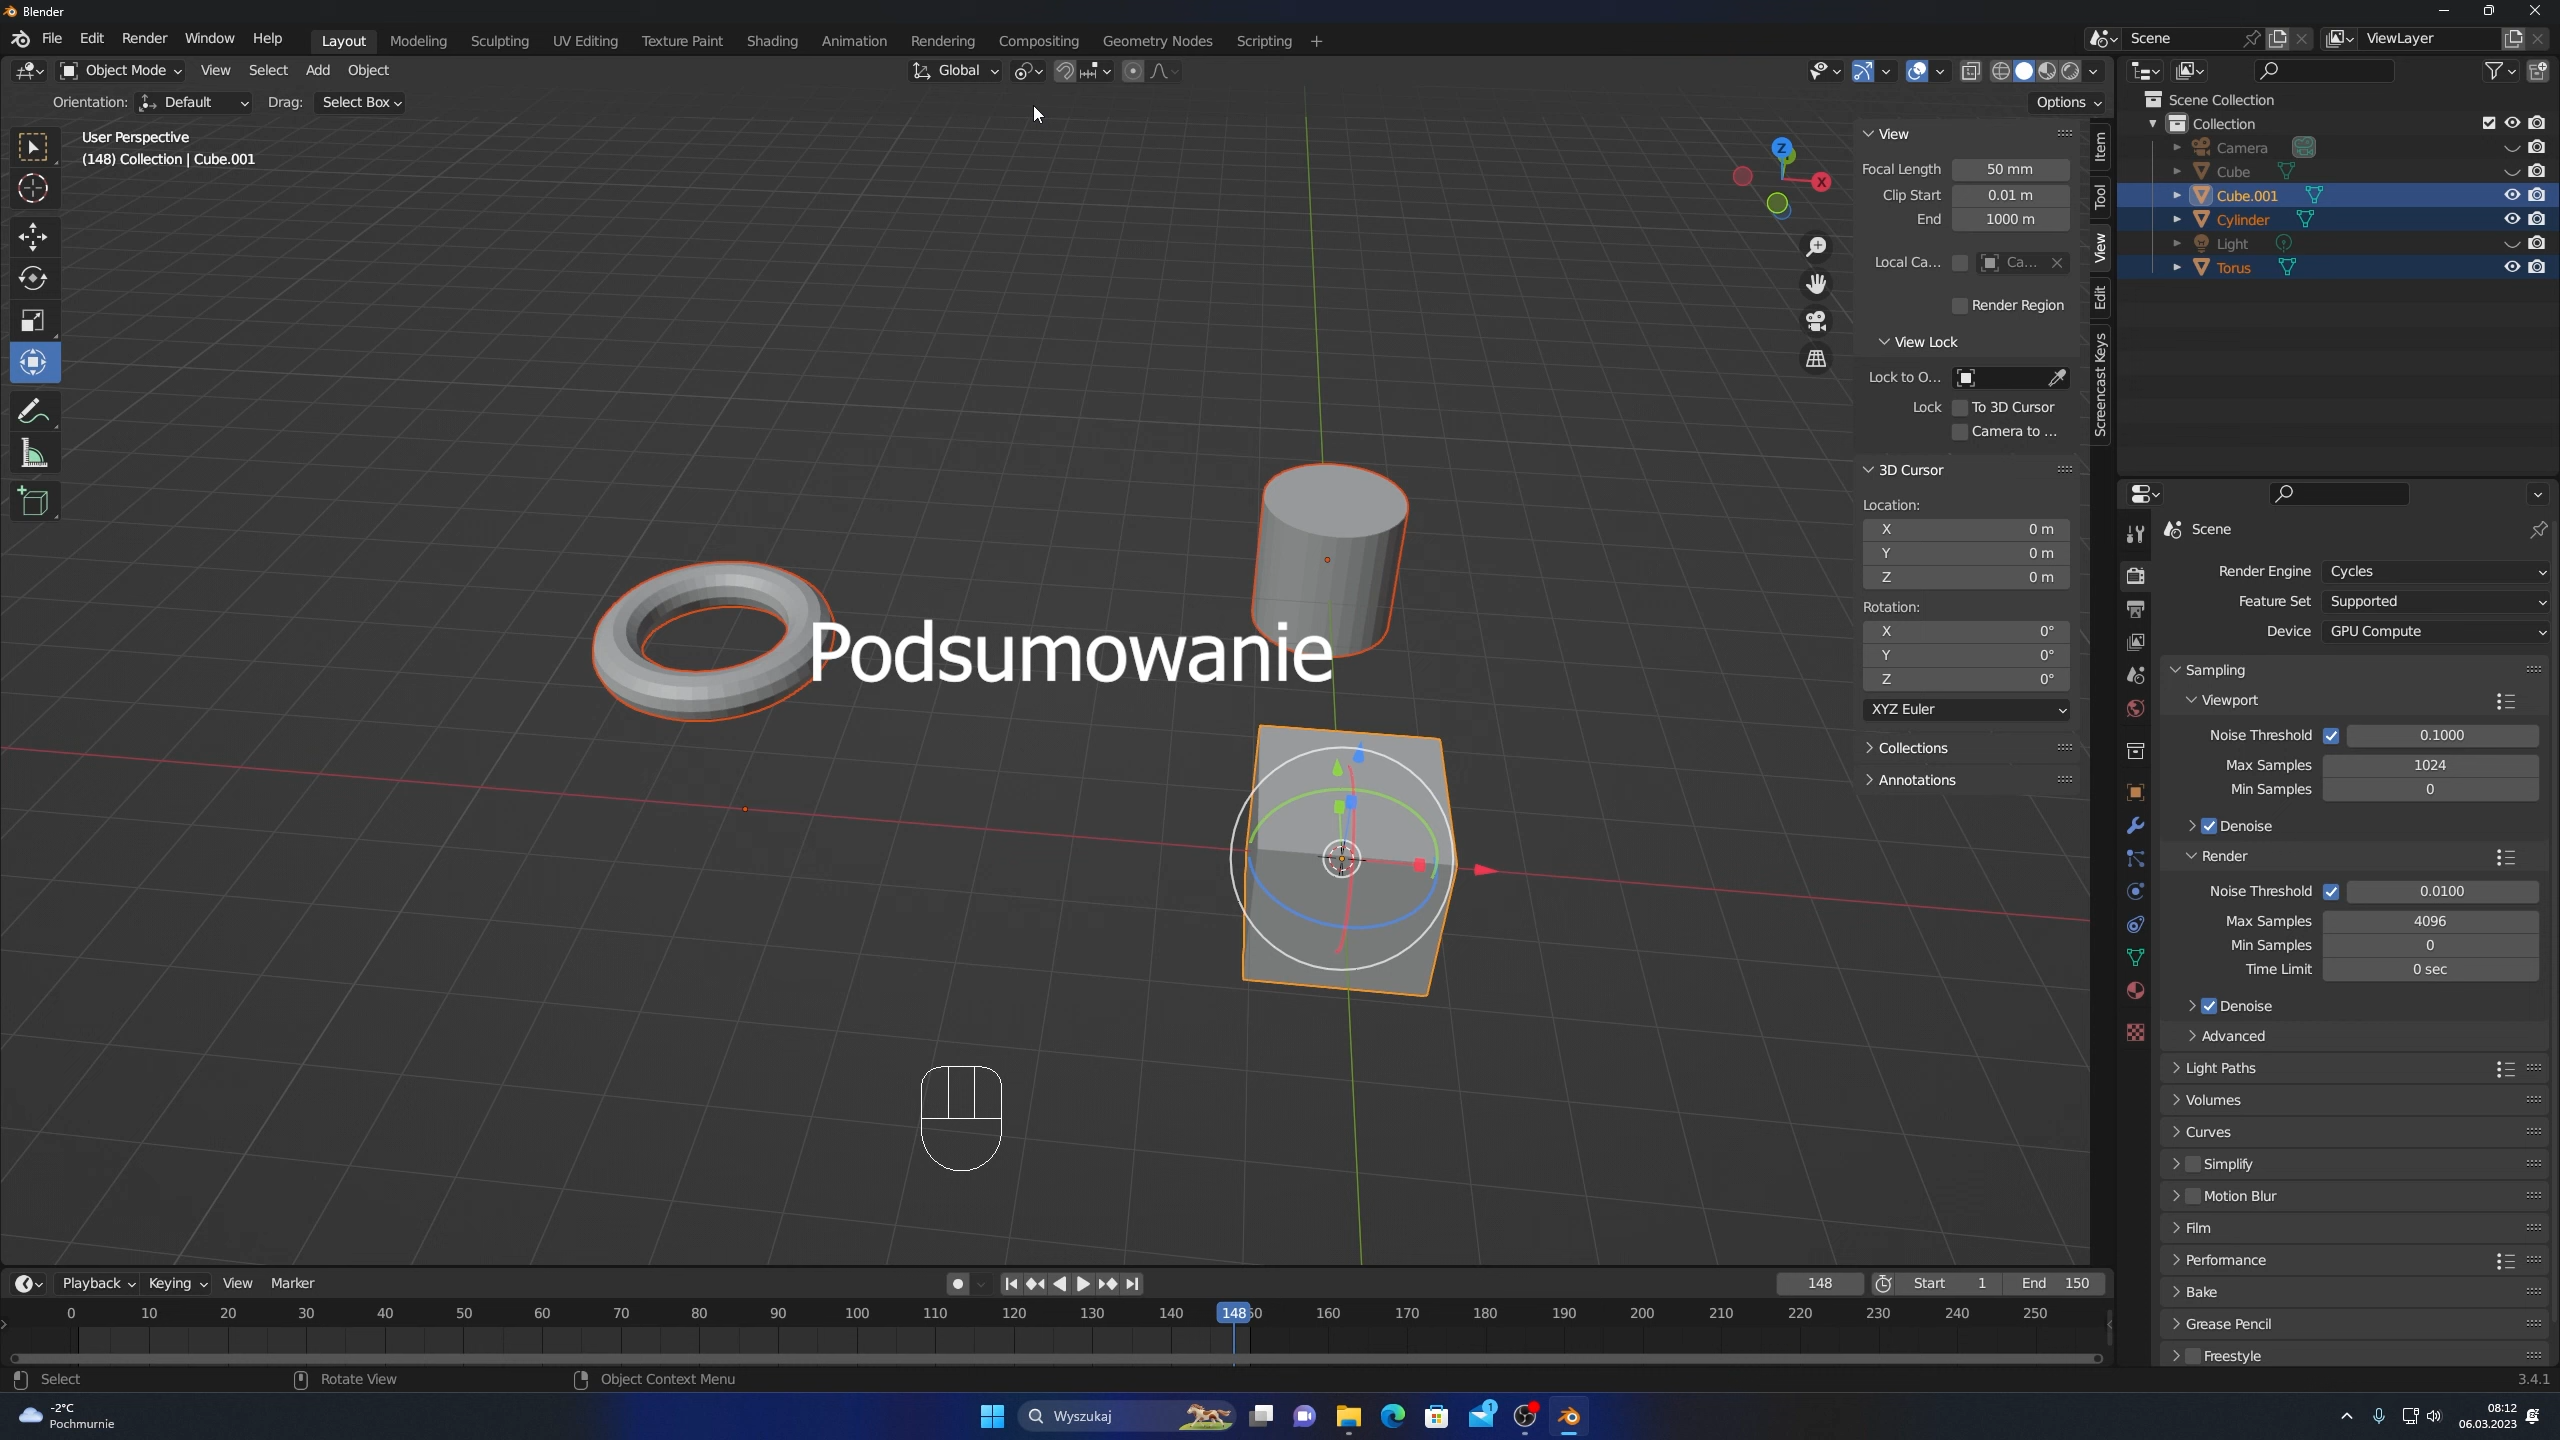 Blender
File Edit Render Window Help Layout Modeling Sculpting UV Editing Texture Paint Shading Animation Rendering Compositing Geometry Nodes Scripting + Scene ViewLayer
Object Mode View Select Add Object Global
Orientation: Default Drag: Select Box Options
User Perspective
(148) Collection | Cube.001
Z
X
View
Focal Length 50 mm
Clip Start 0.01 m
End 1000 m
Local Ca... Ca...
Render Region
View Lock
Lock to O...
Lock To 3D Cursor
Camera to ...
3D Cursor
Location:
X 0 m
Y 0 m
Z 0 m
Rotation:
X 0°
Y 0°
Z 0°
XYZ Euler
Collections
Annotations
Item
Tool
View
Edit
Screencast Keys
Podsumowanie
Scene Collection
Collection
Camera
Cube
Cube.001
Cylinder
Light
Torus
Scene
Render Engine Cycles
Feature Set Supported
Device GPU Compute
Sampling
Viewport
Noise Threshold 0.1000
Max Samples 1024
Min Samples 0
Denoise
Render
Noise Threshold 0.0100
Max Samples 4096
Min Samples 0
Time Limit 0 sec
Denoise
Advanced
Light Paths
Volumes
Curves
Simplify
Motion Blur
Film
Performance
Bake
Grease Pencil
Freestyle
Playback Keying View Marker 148 Start 1 End 150
0 10 20 30 40 50 60 70 80 90 100 110 120 130 140 148 160 170 180 190 200 210 220 230 240 250
Select Rotate View Object Context Menu 3.4.1
-2°C
Pochmurnie
Wyszukaj
1
08:12
06.03.2023